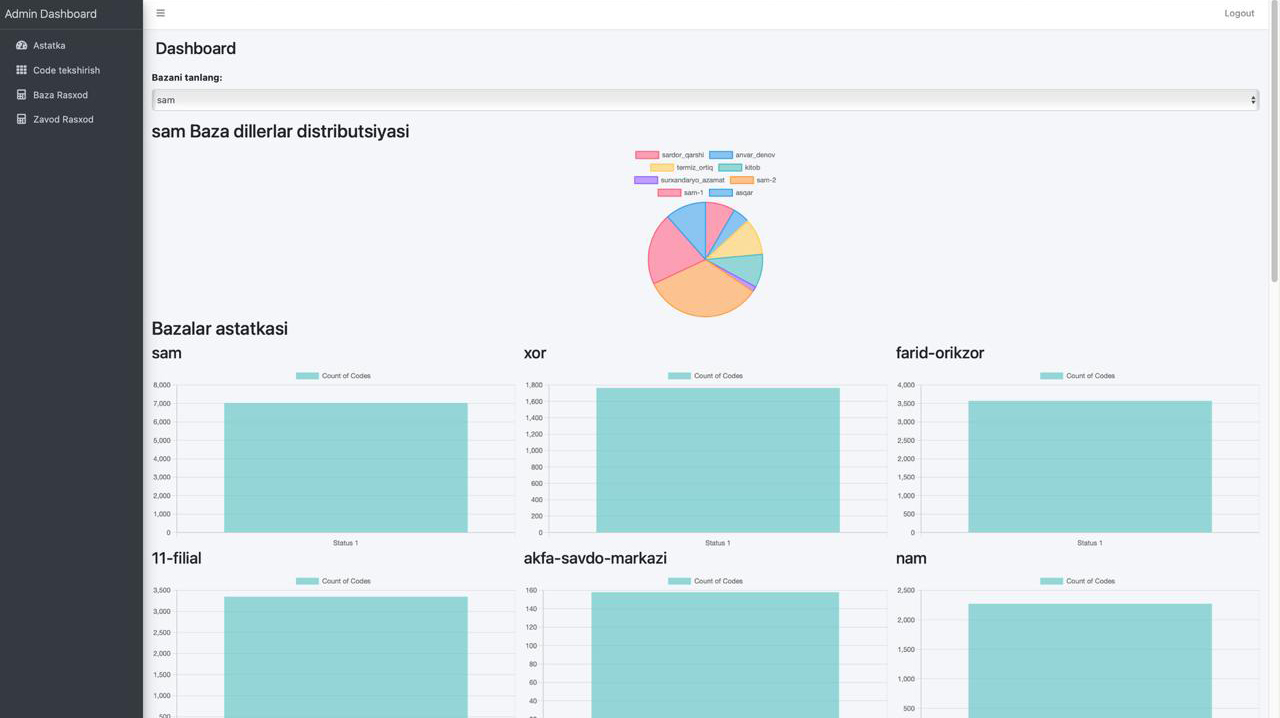 Admin Dashboard
Logout
Astatka
Code tekshirish
Baza Rasxod
Zavod Rasxod
Dashboard
Bazani tanlang:
sam
sam Baza dillerlar distributsiyasi
sardor_qarshi anvar_denov
termiz_ortiq kitob
surxandaryo_azamat sam-2
sam-1 asqar
Bazalar astatkasi
sam
Count of Codes
8,000
7,000
6,000
5,000
4,000
3,000
2,000
1,000
0
Status 1
xor
Count of Codes
1,800
1,600
1,400
1,200
1,000
800
600
400
200
0
Status 1
farid-orikzor
Count of Codes
4,000
3,500
3,000
2,500
2,000
1,500
1,000
500
0
Status 1
11-filial
Count of Codes
3,500
3,000
2,500
2,000
1,500
1,000
500
akfa-savdo-markazi
Count of Codes
160
140
120
100
80
60
40
20
nam
Count of Codes
2,500
2,000
1,500
1,000
500